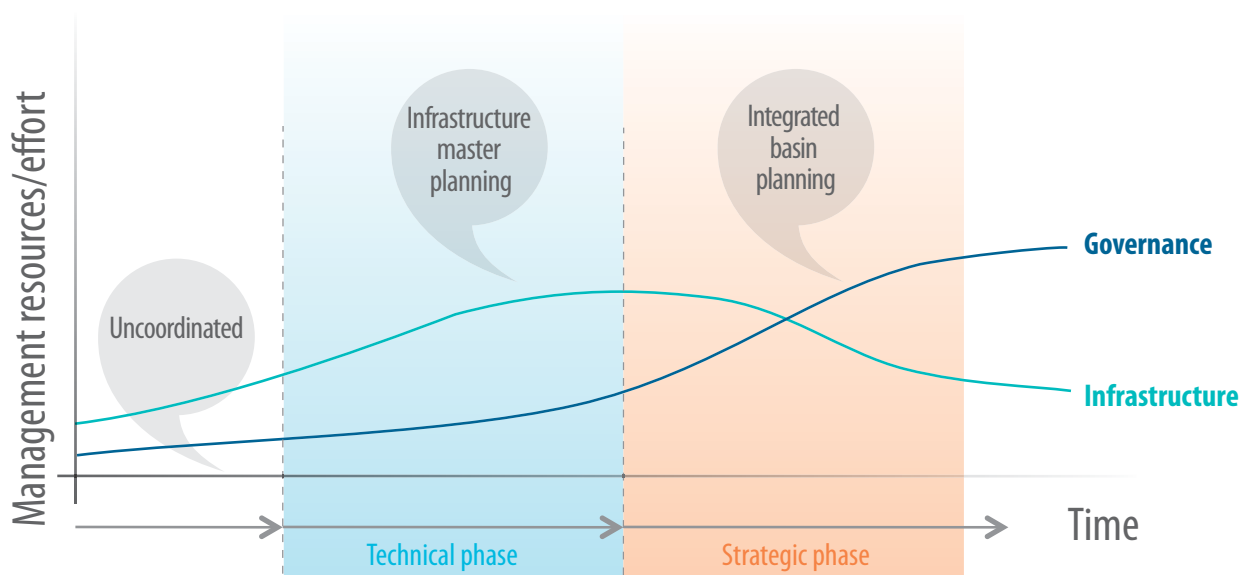 Management resources/effort
Uncoordinated
Infrastructure
master
planning
Integrated
basin
planning
Governance
Infrastructure
Time
Technical phase
Strategic phase